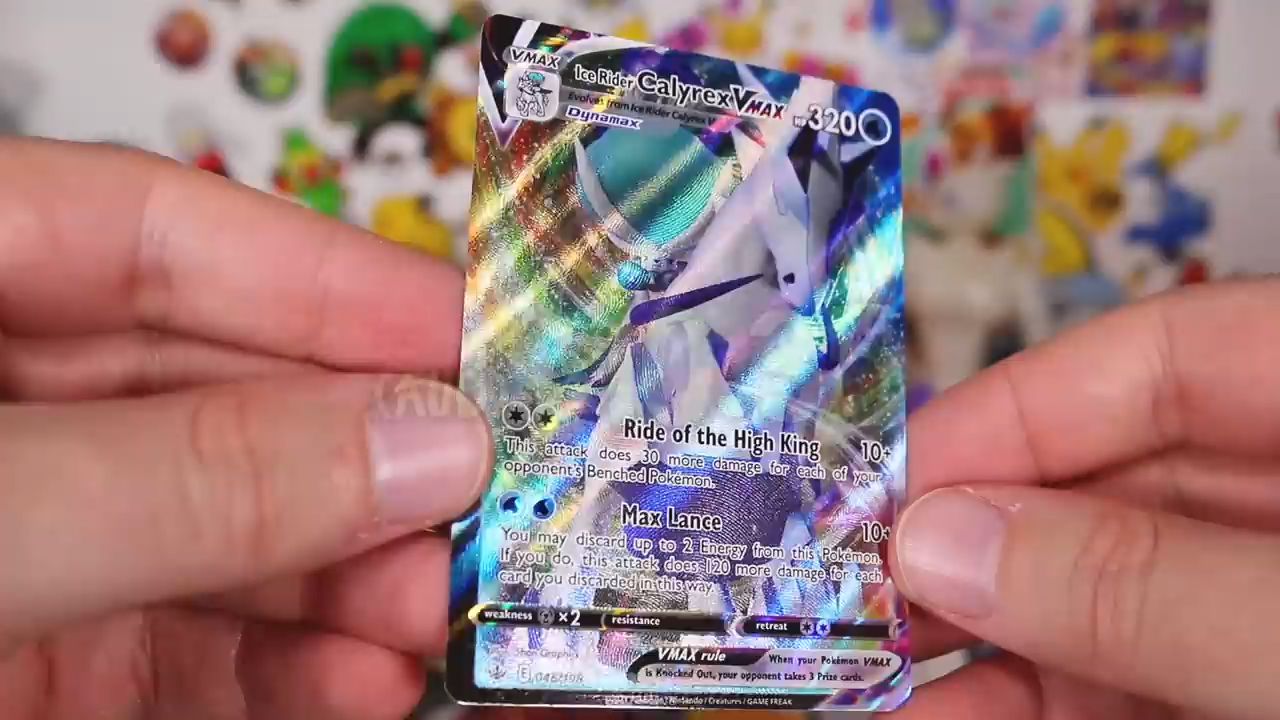 VMAX
Ice Rider Calyrex VMAX
320
Evolves from Ice Rider Calyrex V
Dynamax
Ride of the High King 10+
This attack does 30 more damage for each of your
opponent's Benched Pokémon.
Max Lance 10+
You may discard up to 2 Energy from this Pokémon.
If you do, this attack does 120 more damage for each
card you discarded in this way.
weakness ×2 resistance retreat
VMAX rule When your Pokémon VMAX
is Knocked Out, your opponent takes 3 Prize cards.
E 046/198
Nintendo / Creatures / GAME FREAK